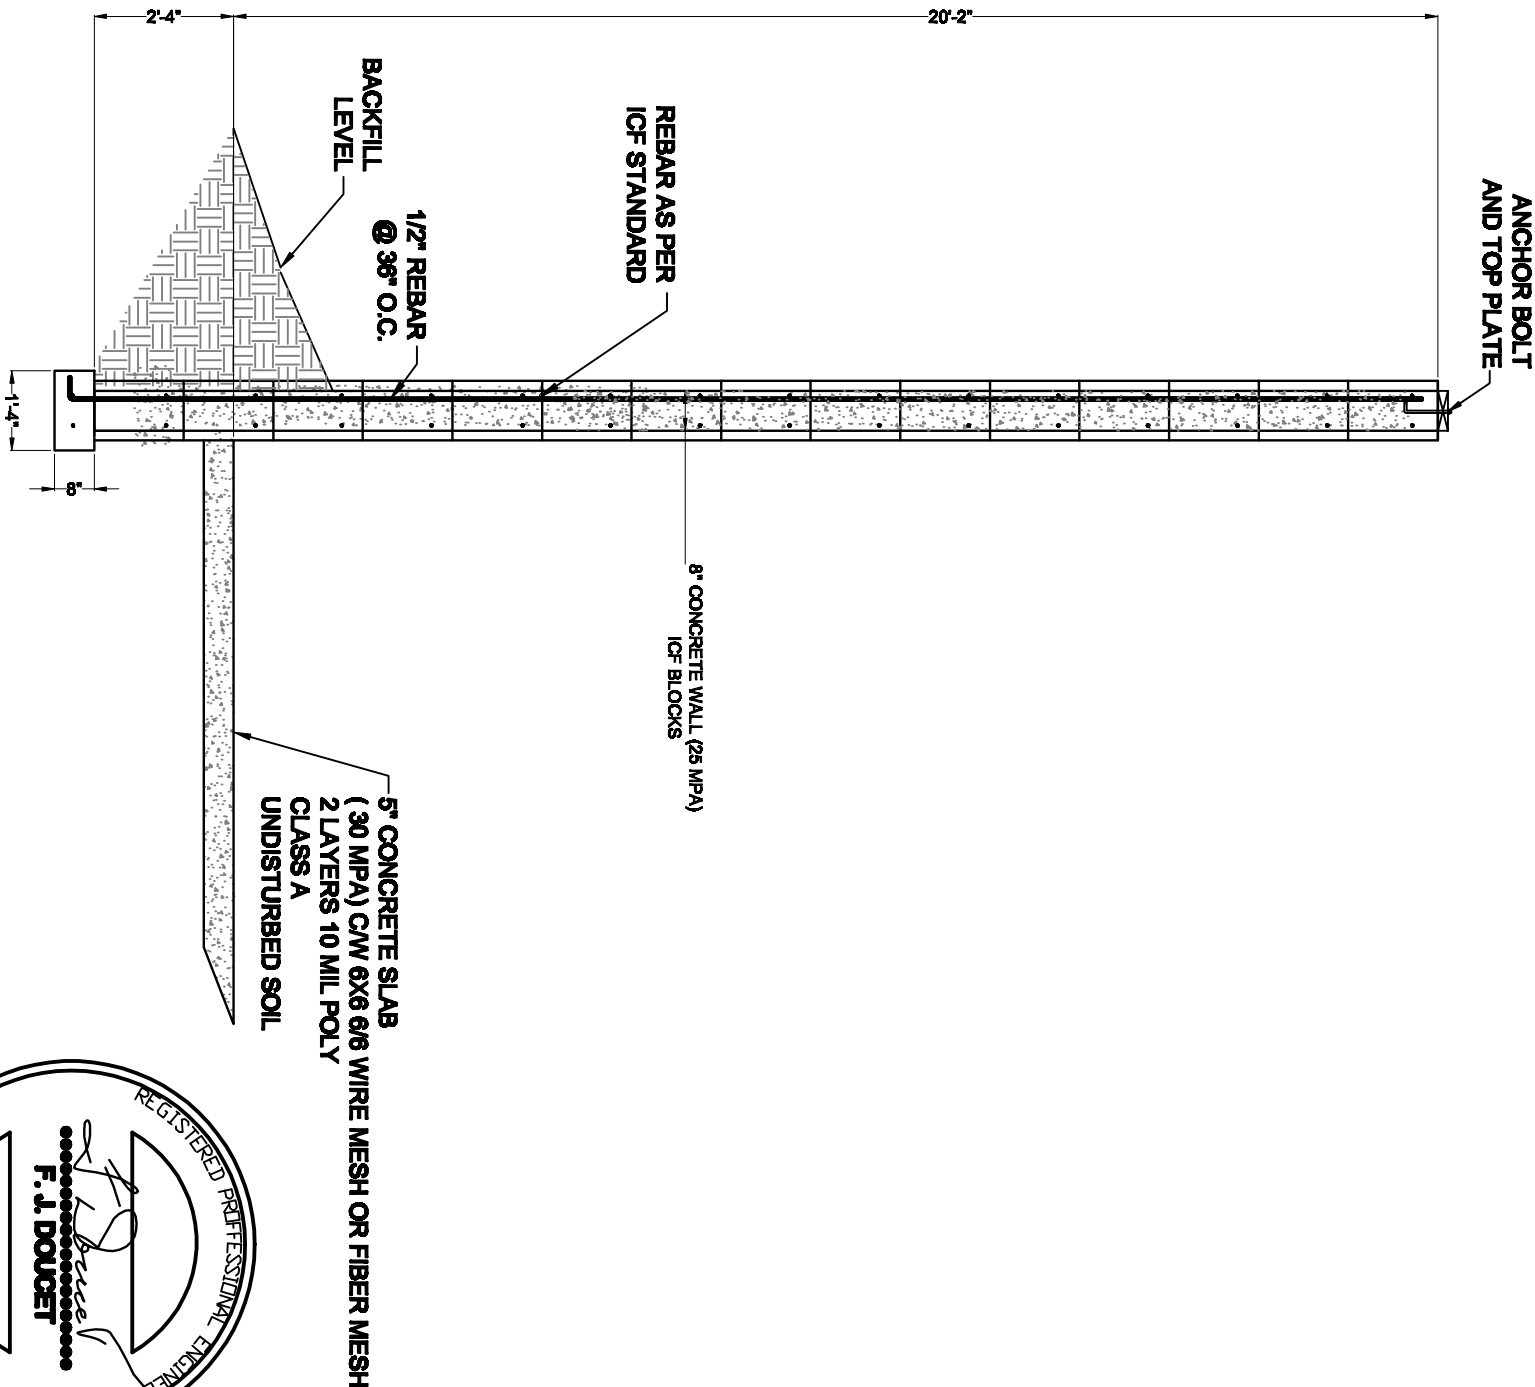 ANCHOR BOLT
AND TOP PLATE
20'-2"
REBAR AS PER
ICF STANDARD
8" CONCRETE WALL (25 MPA)
ICF BLOCKS
1/2" REBAR
@ 36" O.C.
BACKFILL
LEVEL
2'-4"
5" CONCRETE SLAB
( 30 MPA) C/W 6X6 6/6 WIRE MESH OR FIBER MESH
2 LAYERS 10 MIL POLY
CLASS A
UNDISTURBED SOIL
8"
1'-4"
REGISTERED PROFFESSIONAL ENGINEE
F. J. DOUCET